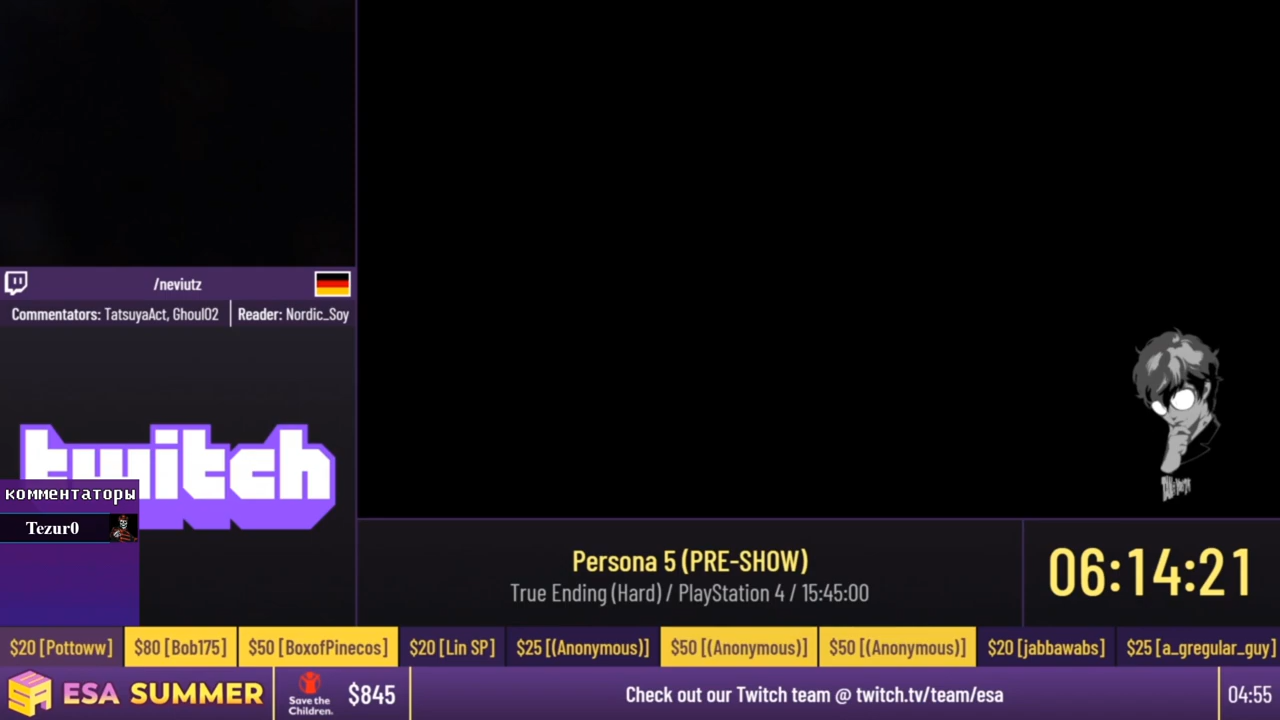 /neviutz
Commentators: TatsuyaAct, Ghoul02
Reader: Nordic_Soy
twitch
комментаторы
Tezur0
Persona 5 (PRE-SHOW)
True Ending (Hard) / PlayStation 4 / 15:45:00
06:14:21
$20 [Pottoww]
$80 [Bob175]
$50 [BoxofPinecos]
$20 [Lin SP]
$25 [(Anonymous)]
$50 [(Anonymous)]
$50 [(Anonymous)]
$20 [jabbawabs]
$25 [a_gregular_guy]
ESA SUMMER
Save the
Children.
$845
Check out our Twitch team @ twitch.tv/team/esa
04:55